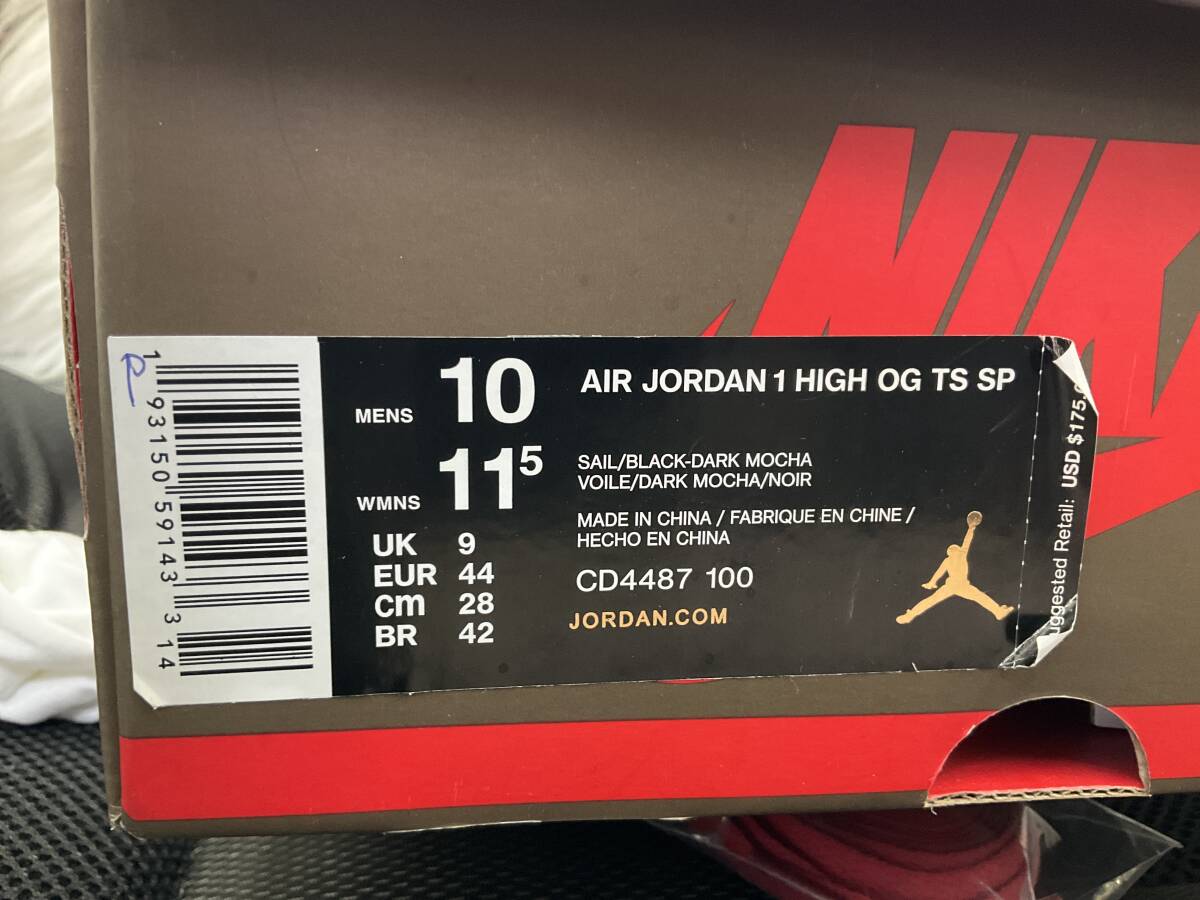 NIK
R
1 93150 59143 3 14
MENS 10
WMNS 11⁵
UK 9
EUR 44
cm 28
BR 42
AIR JORDAN 1 HIGH OG TS SP
SAIL/BLACK-DARK MOCHA
VOILE/DARK MOCHA/NOIR
MADE IN CHINA / FABRIQUE EN CHINE /
HECHO EN CHINA
CD4487 100
JORDAN.COM
uggested Retail: USD $175.